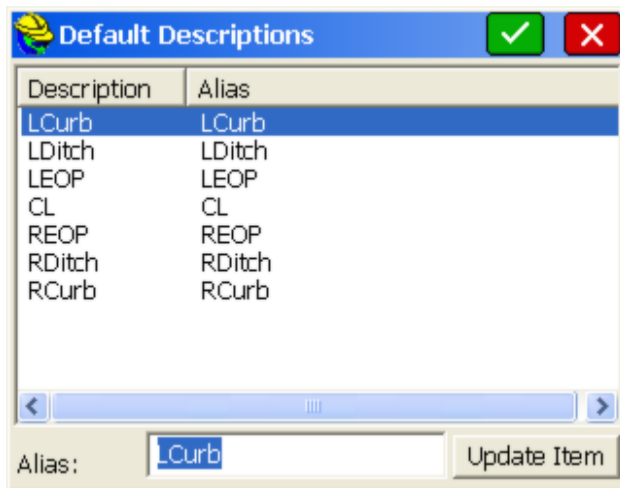 Default Descriptions
Description Alias
LCurb LCurb
LDitch LDitch
LEOP LEOP
CL CL
REOP REOP
RDitch RDitch
RCurb RCurb
Alias: LCurb Update Item